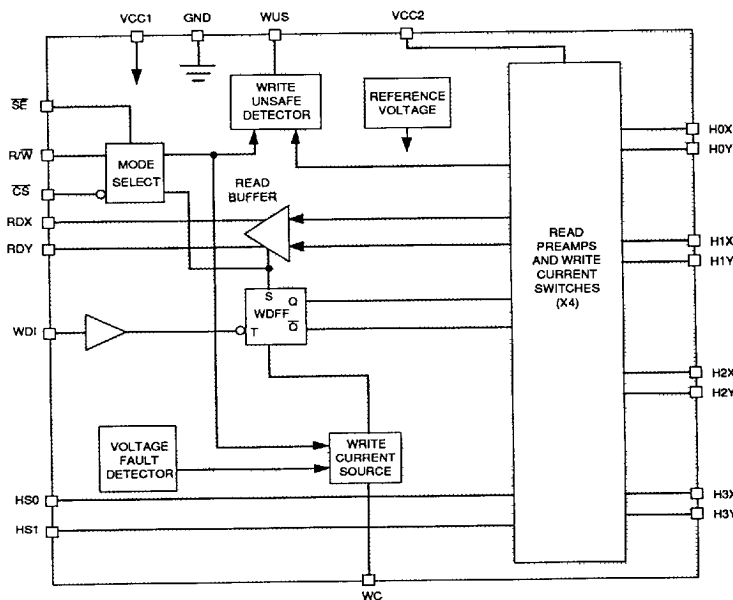 VCC1
GND
WUS
VCC2
WRITE
UNSAFE
DETECTOR
REFERENCE
VOLTAGE
SE
R/W
CS
RDX
RDY
MODE
SELECT
READ
BUFFER
H0X
H0Y
READ
PREAMPS
AND WRITE
CURRENT
SWITCHES
(X4)
H1X
H1Y
WDI
S
Q
WDFF
Q
T
H2X
H2Y
VOLTAGE
FAULT
DETECTOR
WRITE
CURRENT
SOURCE
HS0
HS1
H3X
H3Y
WC